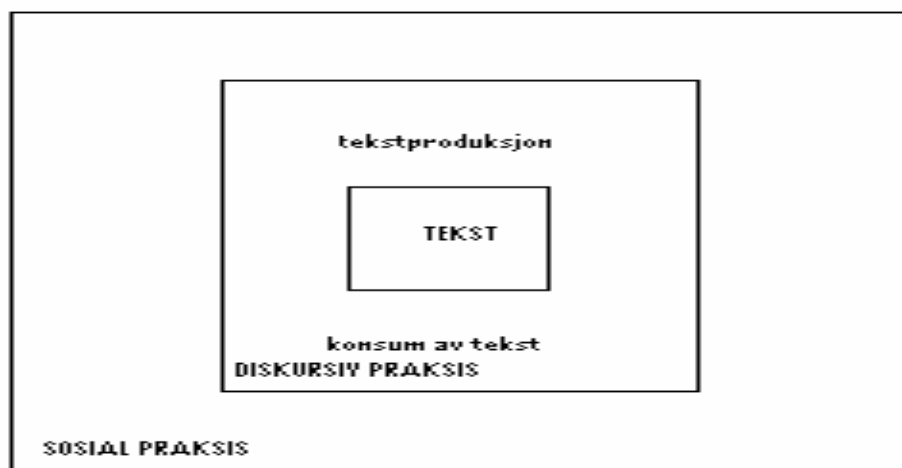 tekstproduksjon
TEKST
konsum av tekst
DISKURSIV PRAKSIS
SOSIAL PRAKSIS